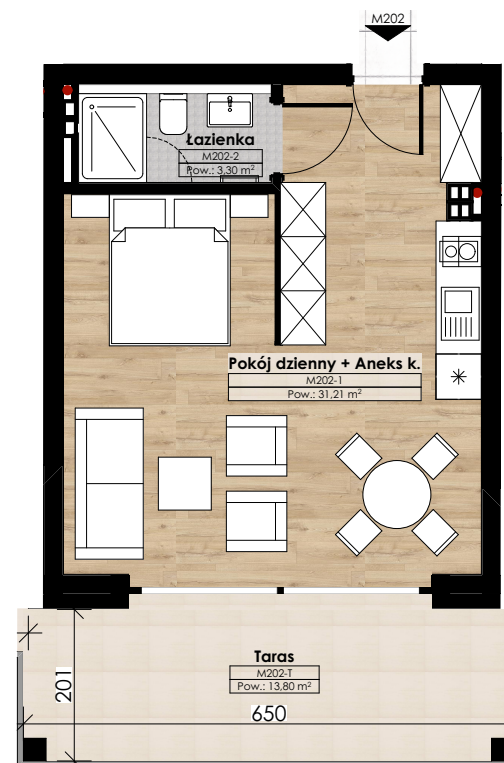 M202
Łazienka
M202-2
Pow.: 3,30 m²
Pokój dzienny + Aneks k.
M202-1
Pow.: 31,21 m²
Taras
M202-T
Pow.: 13,80 m²
201
650